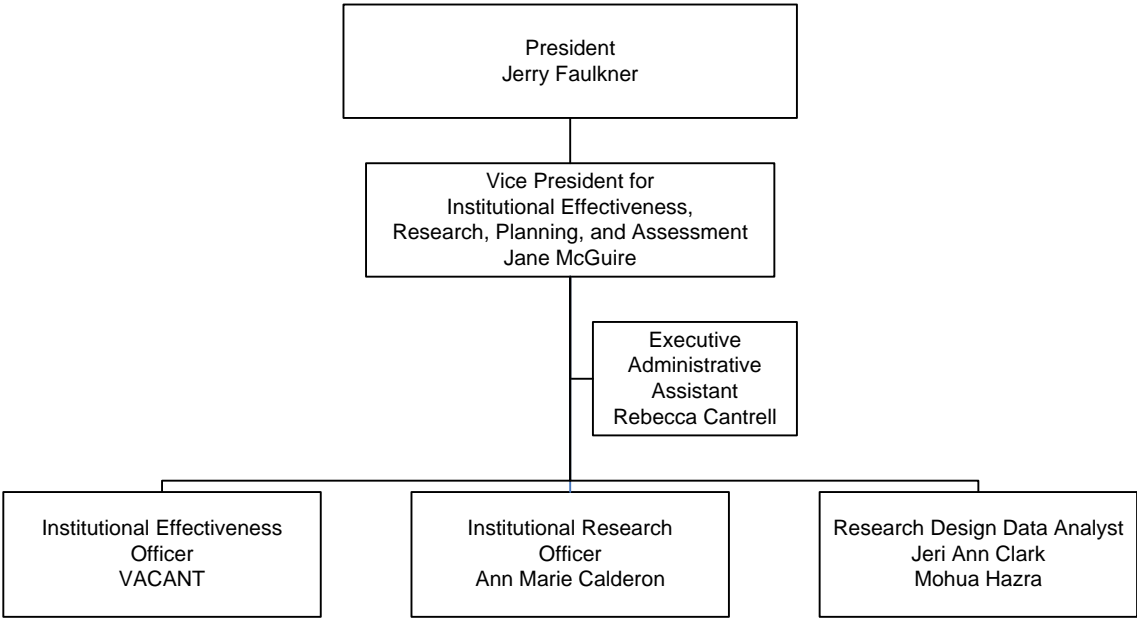 President
Jerry Faulkner
Vice President for
Institutional Effectiveness,
Research, Planning, and Assessment
Jane McGuire
Executive
Administrative
Assistant
Rebecca Cantrell
Institutional Effectiveness
Officer
VACANT
Institutional Research
Officer
Ann Marie Calderon
Research Design Data Analyst
Jeri Ann Clark
Mohua Hazra